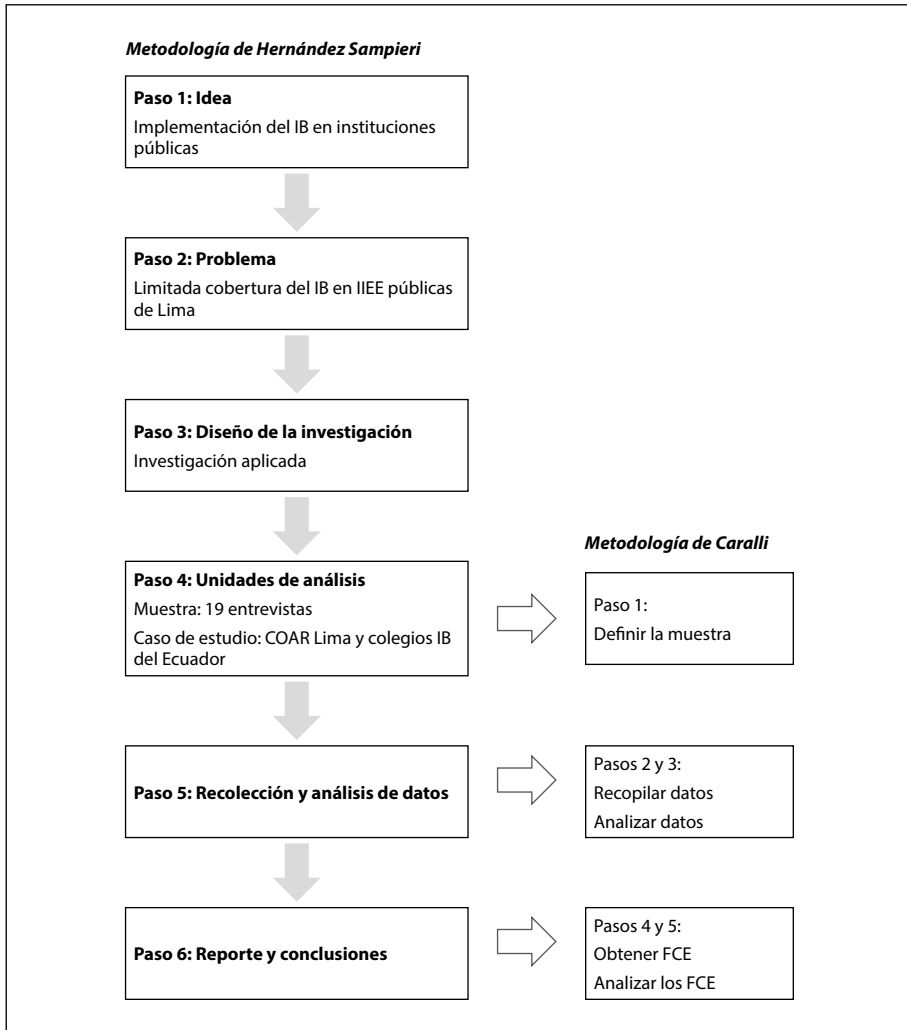 Metodología de Hernández Sampieri
Paso 1: Idea
Implementación del IB en instituciones
públicas
Paso 2: Problema
Limitada cobertura del IB en IIEE públicas
de Lima
Paso 3: Diseño de la investigación
Investigación aplicada
Paso 4: Unidades de análisis
Muestra: 19 entrevistas
Caso de estudio: COAR Lima y colegios IB
del Ecuador
Metodología de Caralli
Paso 1:
Definir la muestra
Paso 5: Recolección y análisis de datos
Pasos 2 y 3:
Recopilar datos
Analizar datos
Paso 6: Reporte y conclusiones
Pasos 4 y 5:
Obtener FCE
Analizar los FCE